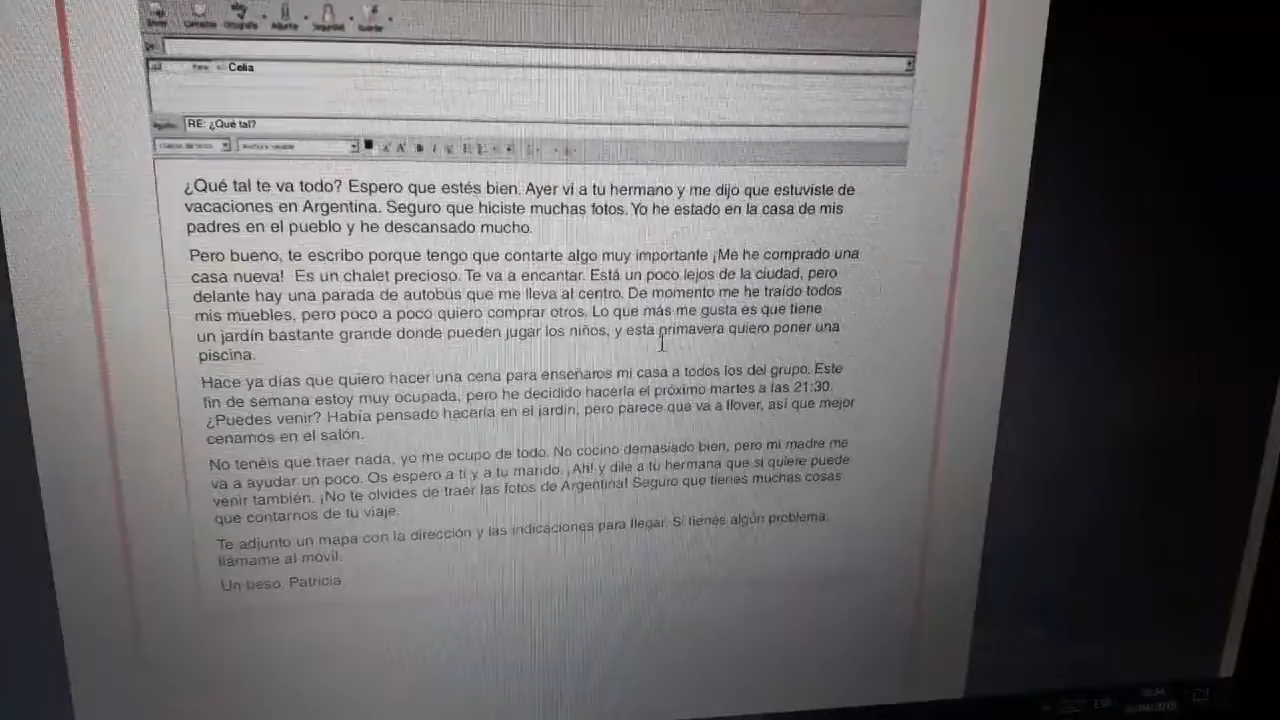 Celia
RE: ¿Qué tal?
¿Qué tal te va todo? Espero que estés bien. Ayer vi a tu hermano y me dijo que estuviste de
vacaciones en Argentina. Seguro que hiciste muchas fotos. Yo he estado en la casa de mis
padres en el pueblo y he descansado mucho.
Pero bueno, te escribo porque tengo que contarte algo muy importante ¡Me he comprado una
casa nueva! Es un chalet precioso. Te va a encantar. Está un poco lejos de la ciudad, pero
delante hay una parada de autobús que me lleva al centro. De momento me he traído todos
mis muebles, pero poco a poco quiero comprar otros. Lo que más me gusta es que tiene
un jardín bastante grande donde pueden jugar los niños, y esta primavera quiero poner una
piscina.
Hace ya días que quiero hacer una cena para enseñaros mi casa a todos los del grupo. Este
fin de semana estoy muy ocupada, pero he decidido hacerla el próximo martes a las 21:30.
¿Puedes venir? Había pensado hacerla en el jardín, pero parece que va a llover, así que mejor
cenamos en el salón.
No tenéis que traer nada, yo me ocupo de todo. No cocino demasiado bien, pero mi madre me
va a ayudar un poco. Os espero a ti y a tu marido. ¡Ah! y dile a tu hermana que si quiere puede
venir también. ¡No te olvides de traer las fotos de Argentina! Seguro que tienes muchas cosas
que contarnos de tu viaje.
Te adjunto un mapa con la dirección y las indicaciones para llegar. Si tienes algún problema,
llámame al móvil.
Un beso. Patricia